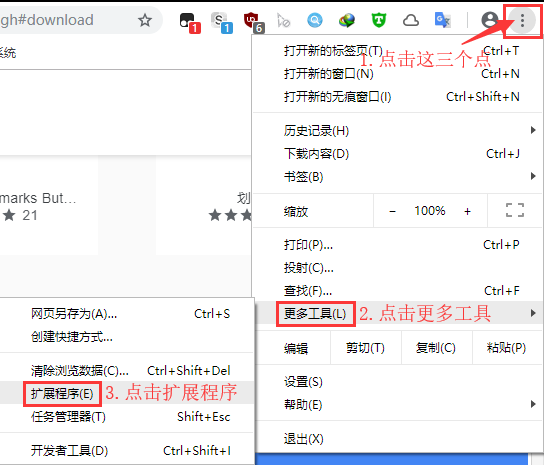 gh#download
1
1
6
系统
打开新的标签页(T) Ctrl+T
1. 点击这三个点
打开新的窗口(N) Ctrl+N
打开新的无痕窗口(I) Ctrl+Shift+N
历史记录(H)
下载内容(D) Ctrl+J
书签(B)
marks But...
21
划
缩放 − 100% +
打印(P)... Ctrl+P
投射(C)...
查找(F)... Ctrl+F
更多工具(L) 2. 点击更多工具
编辑 剪切(T) 复制(C) 粘贴(P)
设置(S)
帮助(E)
退出(X)
网页另存为(A)... Ctrl+S
创建快捷方式...
清除浏览数据(C)... Ctrl+Shift+Del
扩展程序(E) 3. 点击扩展程序
任务管理器(T) Shift+Esc
开发者工具(D) Ctrl+Shift+I